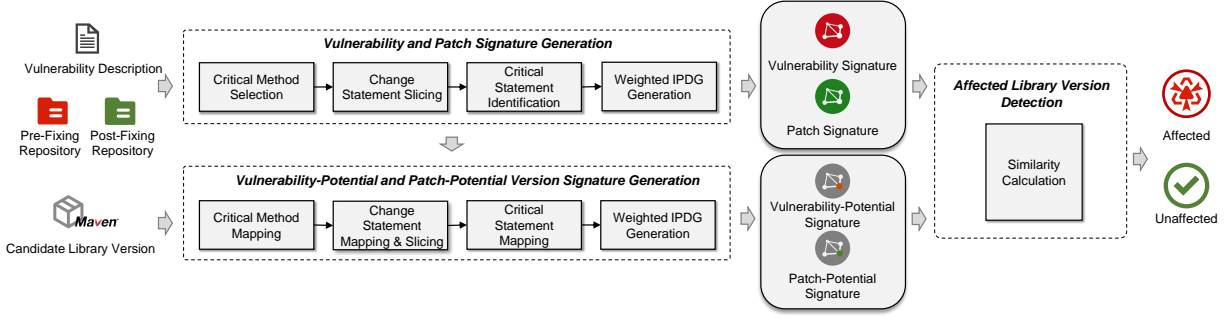 Vulnerability Description
Pre-Fixing
Repository
Post-Fixing
Repository
Vulnerability and Patch Signature Generation
Critical Method
Selection
Change
Statement Slicing
Critical
Statement
Identification
Weighted IPDG
Generation
Vulnerability Signature
Patch Signature
Maven
Candidate Library Version
Vulnerability-Potential and Patch-Potential Version Signature Generation
Critical Method
Mapping
Change
Statement
Mapping & Slicing
Critical
Statement
Mapping
Weighted IPDG
Generation
Vulnerability-Potential
Signature
Patch-Potential
Signature
Affected Library Version
Detection
Similarity
Calculation
Affected
Unaffected